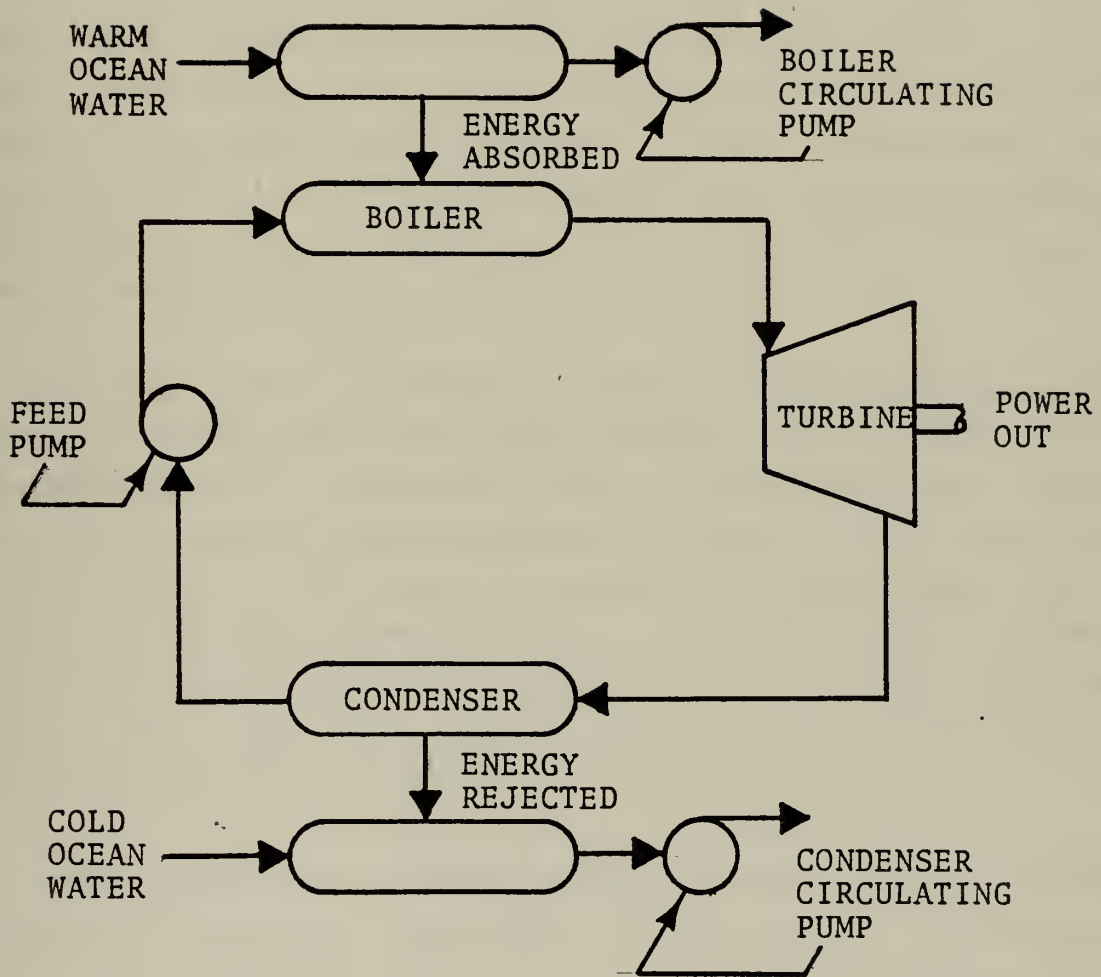 WARM
OCEAN
WATER
BOILER
CIRCULATING
PUMP
ENERGY
ABSORBED
BOILER
FEED
PUMP
TURBINE
POWER
OUT
CONDENSER
ENERGY
REJECTED
COLD
OCEAN
WATER
CONDENSER
CIRCULATING
PUMP